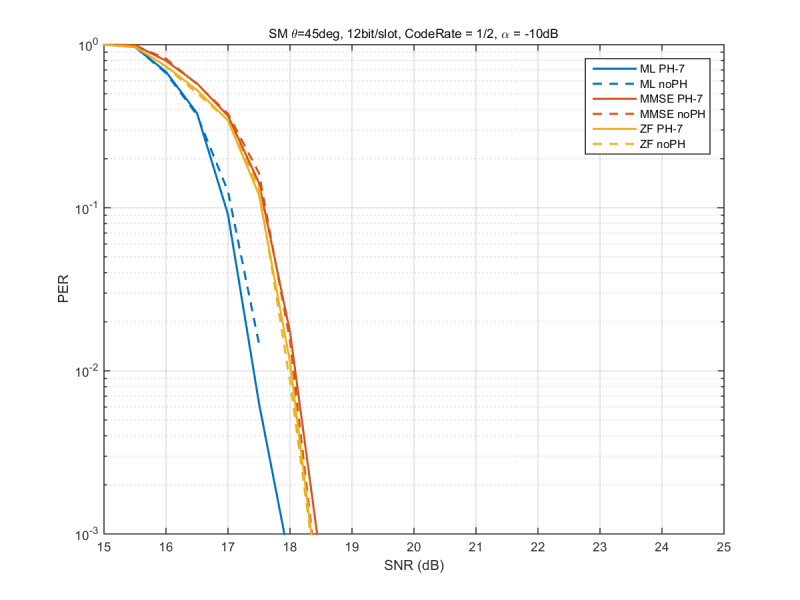 SM θ=45deg, 12bit/slot, CodeRate = 1/2, α = -10dB
10^0
ML PH-7
ML noPH
MMSE PH-7
MMSE noPH
ZF PH-7
ZF noPH
10^-1
PER
10^-2
10^-3
15 16 17 18 19 20 21 22 23 24 25
SNR (dB)